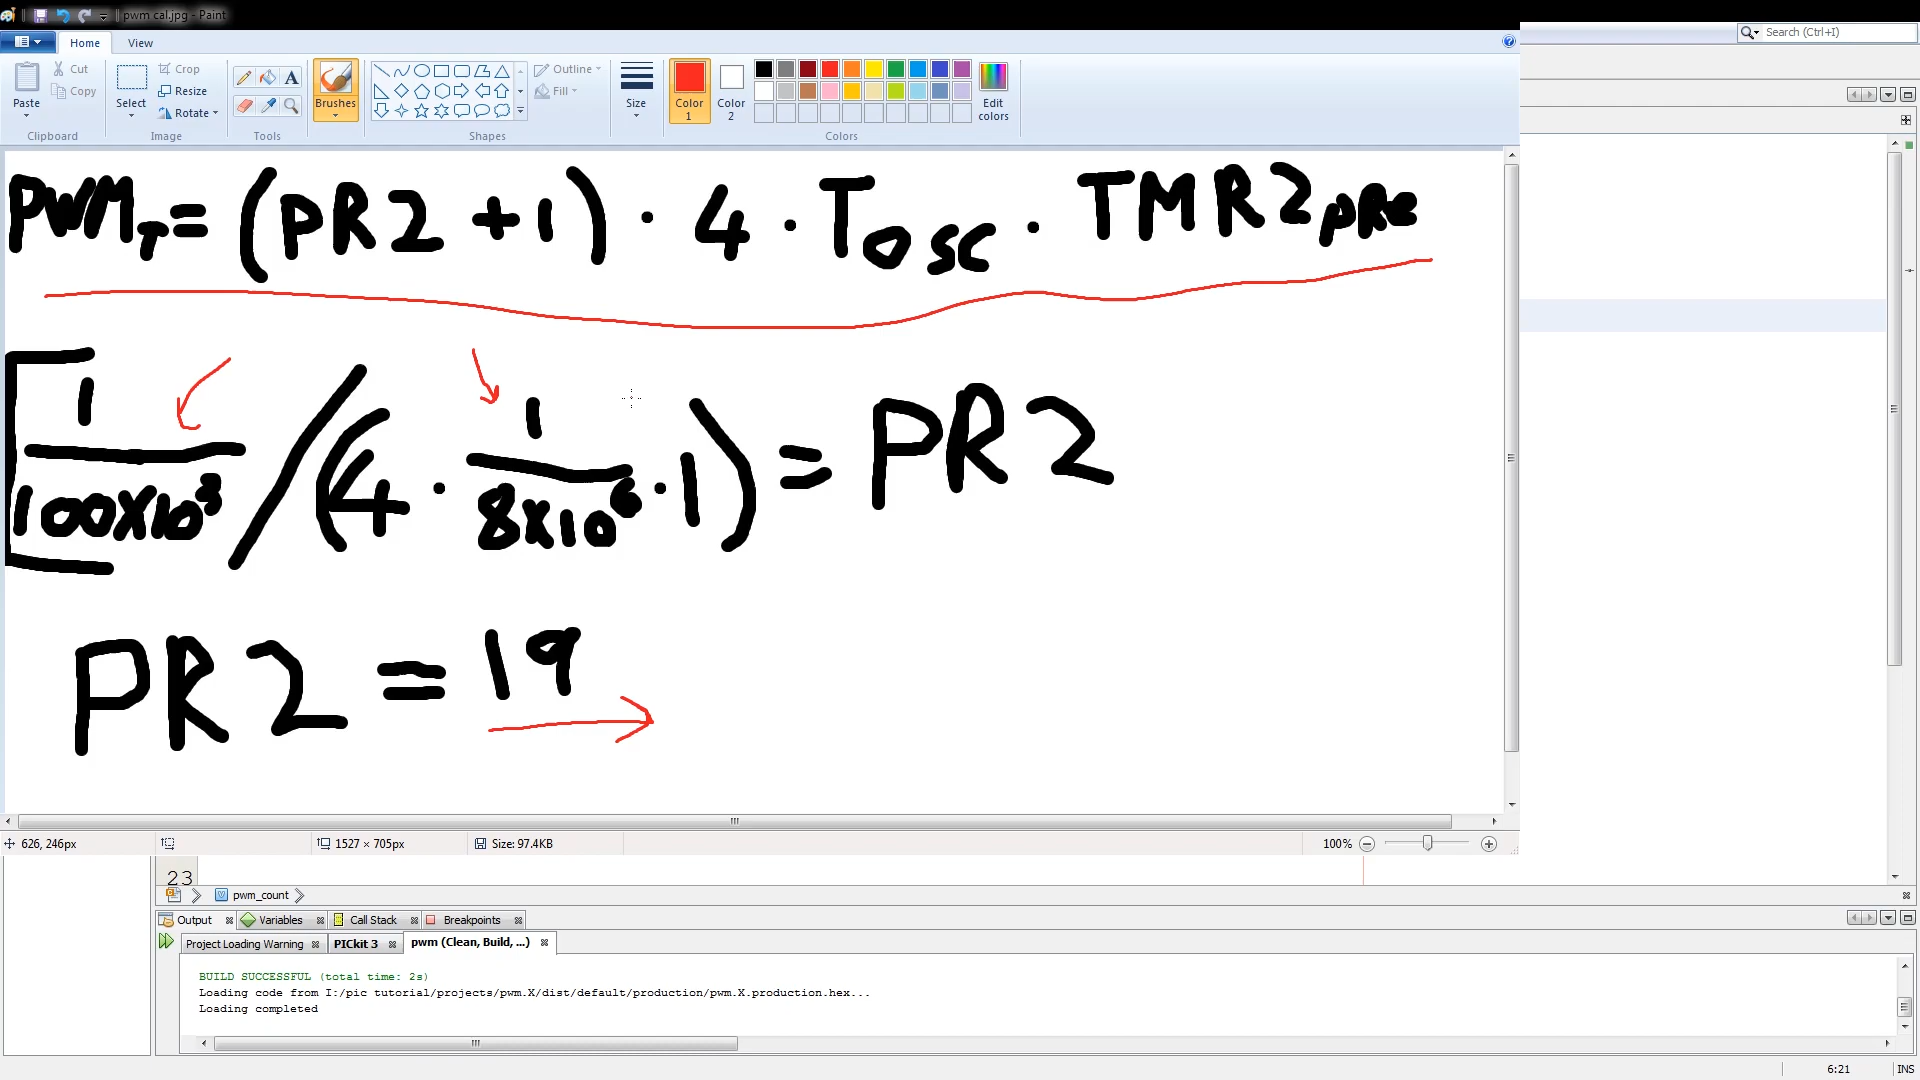 pwm cal.jpg - Paint
Search (Ctrl+I)
Home View
Paste Cut Copy Select Crop Resize Rotate Brushes Outline Fill Size Color 1 Color 2 Edit colors
Clipboard Image Tools Shapes Colors
PWMT = (PR2 + 1) · 4 · Tosc · TMR2pre
[1/100x10³ / (4 · 1/8x10⁶ · 1) = PR2
PR2 = 19
626, 246px 1527 × 705px Size: 97.4KB 100%
23
pwm_count
Output Variables Call Stack Breakpoints
Project Loading Warning PICkit 3 pwm (Clean, Build, ...)
BUILD SUCCESSFUL (total time: 2s)
Loading code from I:/pic tutorial/projects/pwm.X/dist/default/production/pwm.X.production.hex...
Loading completed
6:21 INS